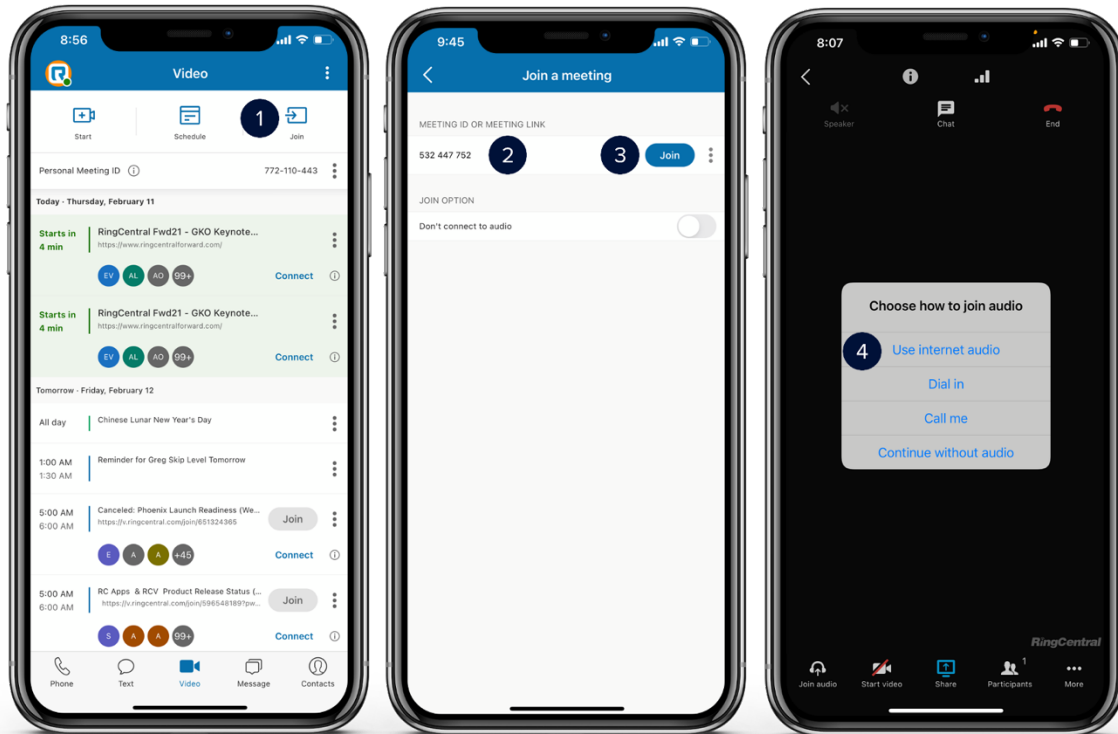 8:56
Video
1
Start
Schedule
Join
Personal Meeting ID
772-110-443
Today - Thursday, February 11
Starts in
4 min
RingCentral Fwd21 - GKO Keynote...
https://www.ringcentralforward.com/
EV AL AO 99+
Connect
Starts in
4 min
RingCentral Fwd21 - GKO Keynote...
https://www.ringcentralforward.com/
EV AL AO 99+
Connect
Tomorrow - Friday, February 12
All day
Chinese Lunar New Year's Day
1:00 AM
1:30 AM
Reminder for Greg Skip Level Tomorrow
5:00 AM
6:00 AM
Canceled: Phoenix Launch Readiness (We...
https://v.ringcentral.com/join/651324365
Join
E A A +45
Connect
5:00 AM
6:00 AM
RC Apps & RCV Product Release Status (...
https://v.ringcentral.com/join/596548189?pw...
Join
S A A 99+
Connect
Phone
Text
Video
Message
Contacts
9:45
Join a meeting
MEETING ID OR MEETING LINK
532 447 752
2
3
Join
JOIN OPTION
Don't connect to audio
8:07
Speaker
Chat
End
Choose how to join audio
4
Use internet audio
Dial in
Call me
Continue without audio
RingCentral
Join audio
Start video
Share
Participants
1
More